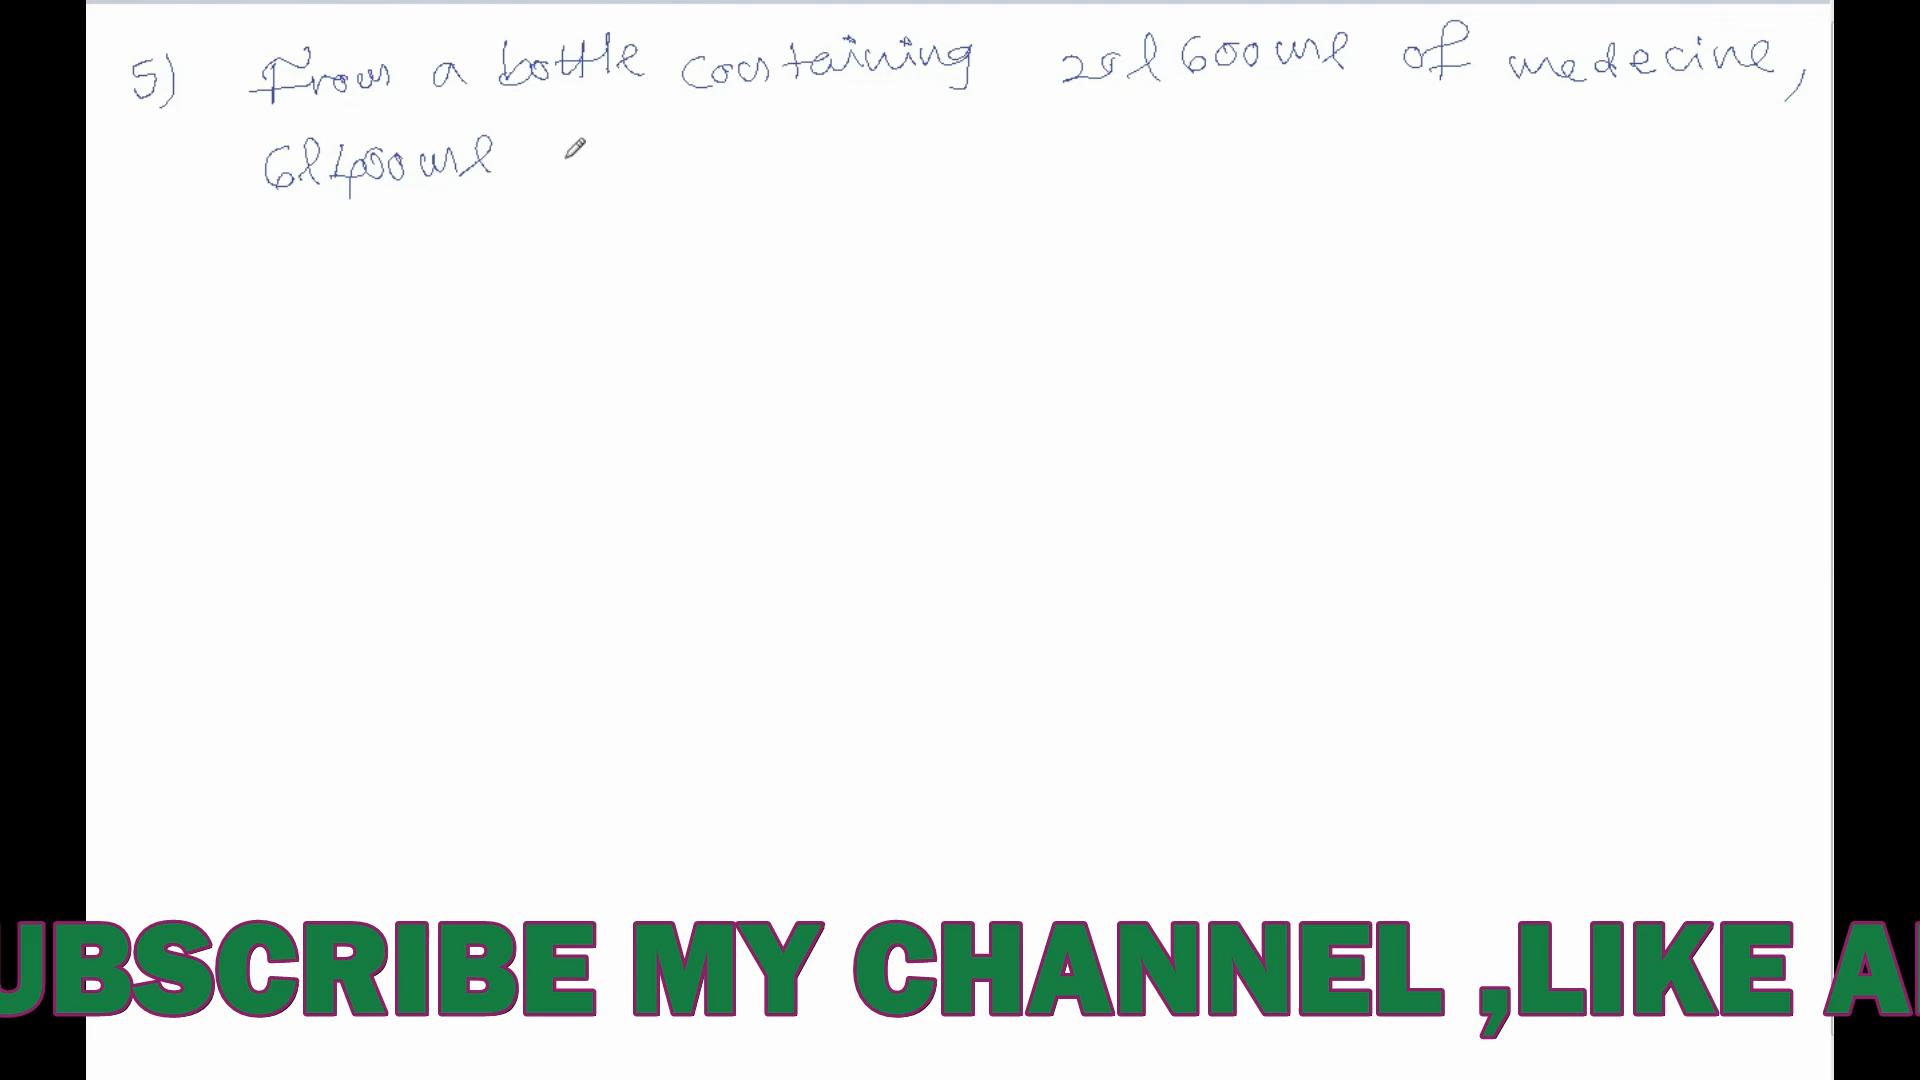 5) From a bottle containing 25l 600ml of medecine,
6l 400ml
UBSCRIBE MY CHANNEL ,LIKE A